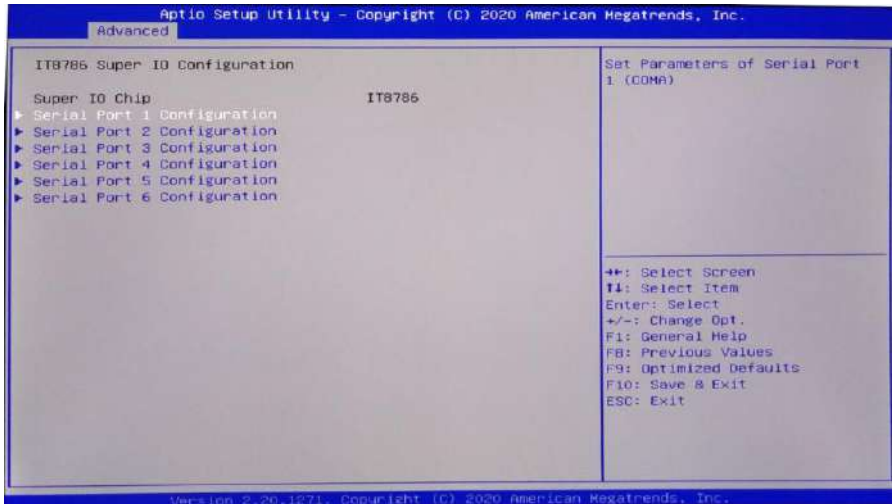 Aptio Setup Utility – Copyright (C) 2020 American Megatrends, Inc.
Advanced
IT8786 Super IO Configuration
Super IO Chip IT8786
► Serial Port 1 Configuration
► Serial Port 2 Configuration
► Serial Port 3 Configuration
► Serial Port 4 Configuration
► Serial Port 5 Configuration
► Serial Port 6 Configuration
Set Parameters of Serial Port
1 (COMA)
→←: Select Screen
↑↓: Select Item
Enter: Select
+/-: Change Opt.
F1: General Help
F8: Previous Values
F9: Optimized Defaults
F10: Save & Exit
ESC: Exit
Version 2.20.1271. Copyright (C) 2020 American Megatrends, Inc.